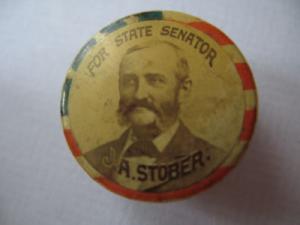 FOR STATE SENATOR
J. A. STOBER.